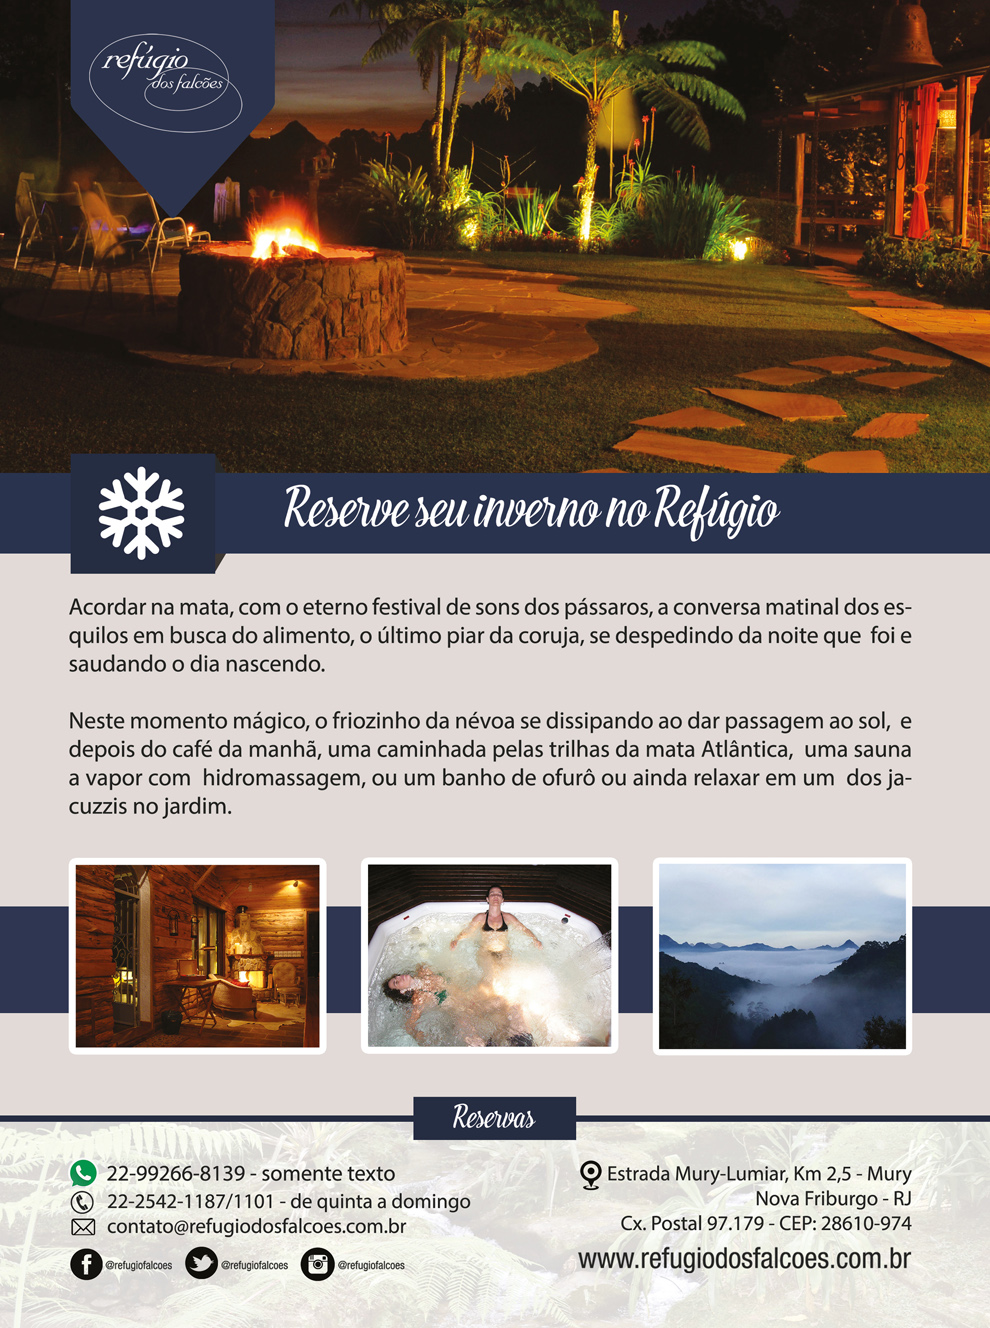 refúgio
dos falcões
Reserve seu inverno no Refúgio
Acordar na mata, com o eterno festival de sons dos pássaros, a conversa matinal dos es-
quilos em busca do alimento, o último piar da coruja, se despedindo da noite que foi e
saudando o dia nascendo.
Neste momento mágico, o friozinho da névoa se dissipando ao dar passagem ao sol, e
depois do café da manhã, uma caminhada pelas trilhas da mata Atlântica, uma sauna
a vapor com hidromassagem, ou um banho de ofurô ou ainda relaxar em um dos ja-
cuzzis no jardim.
Reservas
22-99266-8139 - somente texto
22-2542-1187/1101 - de quinta a domingo
contato@refugiodosfalcoes.com.br
@refugiofalcoes @refugiofalcoes @refugiofalcoes
Estrada Mury-Lumiar, Km 2,5 - Mury
Nova Friburgo - RJ
Cx. Postal 97.179 - CEP: 28610-974
www.refugiodosfalcoes.com.br